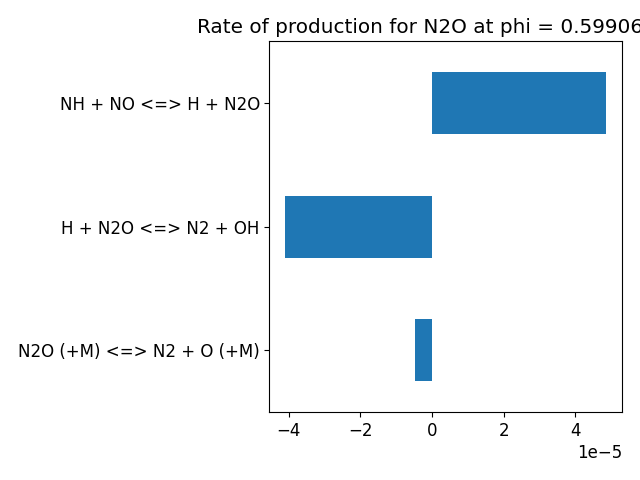 Rate of production for N2O at phi = 0.59906
NH + NO <=> H + N2O
H + N2O <=> N2 + OH
N2O (+M) <=> N2 + O (+M)
−4 −2 0 2 4
1e−5